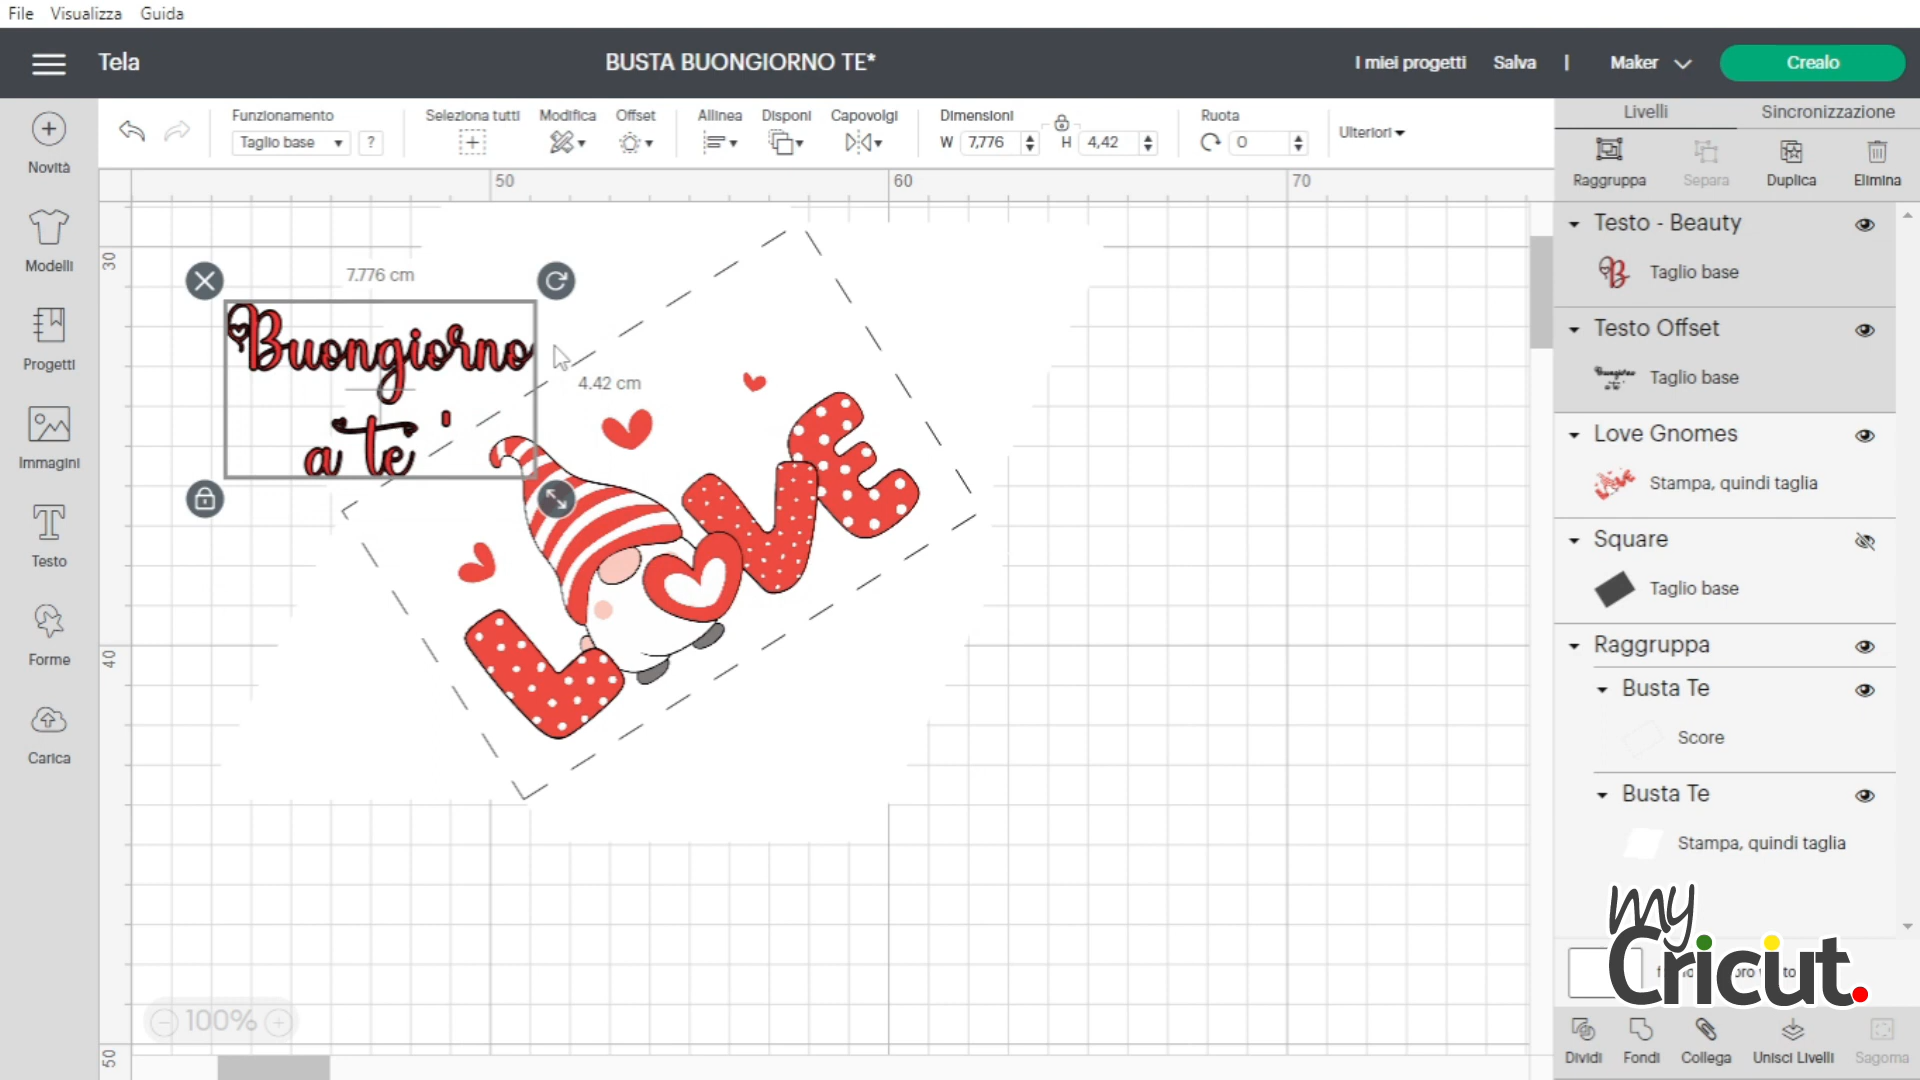 File Visualizza Guida
Tela
BUSTA BUONGIORNO TE*
I miei progetti Salva | Maker Crealo
Funzionamento Seleziona tutti Modifica Offset Allinea Disponi Capovolgi Dimensioni Ruota
Taglio base ? W 7,776 H 4,42 0 Ulteriori
Livelli Sincronizzazione
Raggruppa Separa Duplica Elimina
Novità
Modelli
Progetti
Immagini
Testo
Forme
Carica
50 60 70
30
40
50
7.776 cm
4.42 cm
Buongiorno
a te '
LOVE
100%
Testo - Beauty
Taglio base
Testo Offset
Buongiorno
a te'
Taglio base
Love Gnomes
Stampa, quindi taglia
Square
Taglio base
Raggruppa
Busta Te
Score
Busta Te
Stampa, quindi taglia
my
Cricut.
Dividi Fondi Collega Unisci Livelli Sagoma